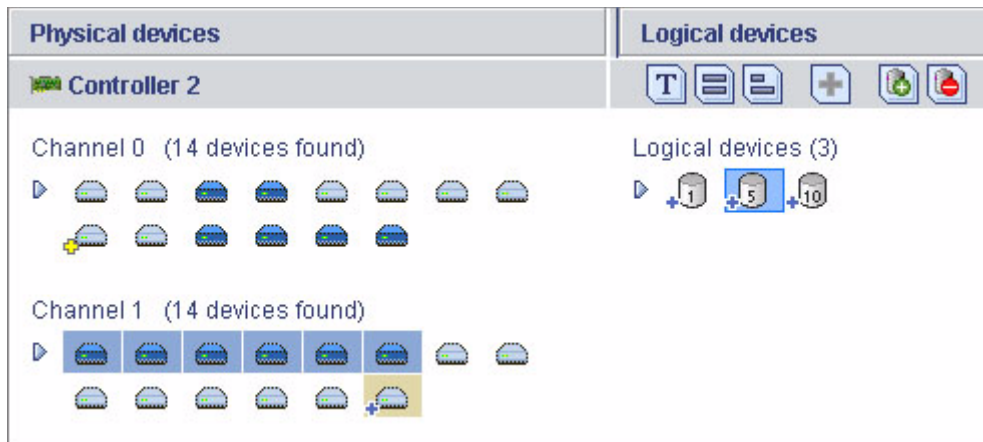 Physical devices
Logical devices
Controller 2
T
Channel 0 (14 devices found)
Logical devices (3)
1 5 10
Channel 1 (14 devices found)